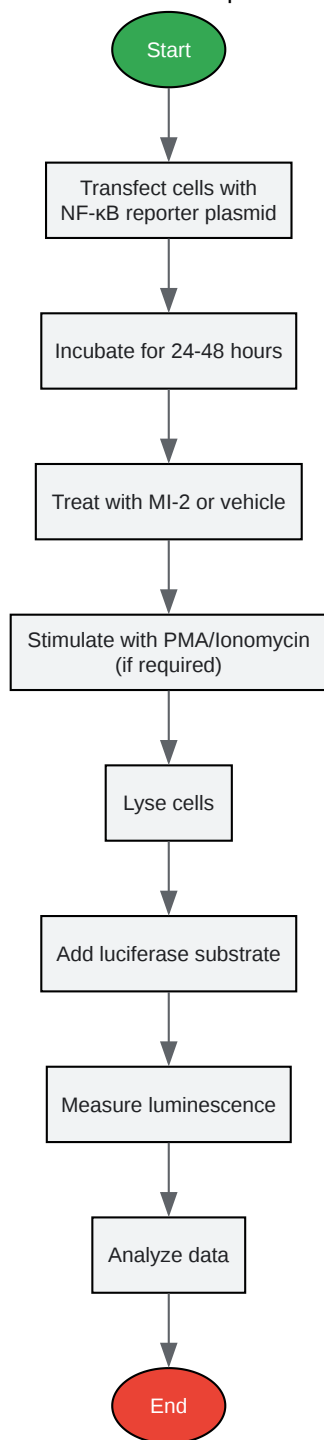 Start
Transfect cells with
NF-κB reporter plasmid
Incubate for 24-48 hours
Treat with MI-2 or vehicle
Stimulate with PMA/Ionomycin
(if required)
Lyse cells
Add luciferase substrate
Measure luminescence
Analyze data
End